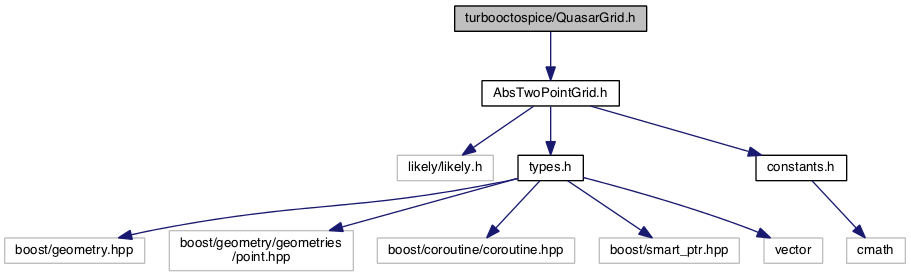 turbooctospice/QuasarGrid.h
AbsTwoPointGrid.h
likely/likely.h
types.h
constants.h
boost/geometry.hpp
boost/geometry/geometries
/point.hpp
boost/coroutine/coroutine.hpp
boost/smart_ptr.hpp
vector
cmath